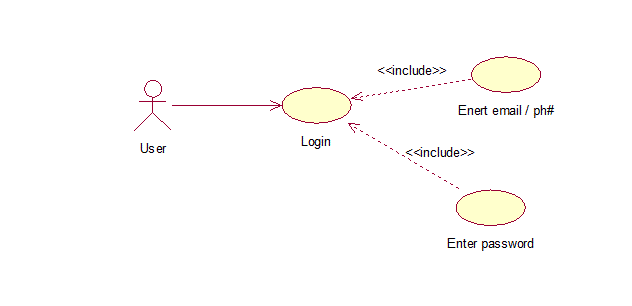 <<include>>
Enert email / ph#
Login
User
<<include>>
Enter password